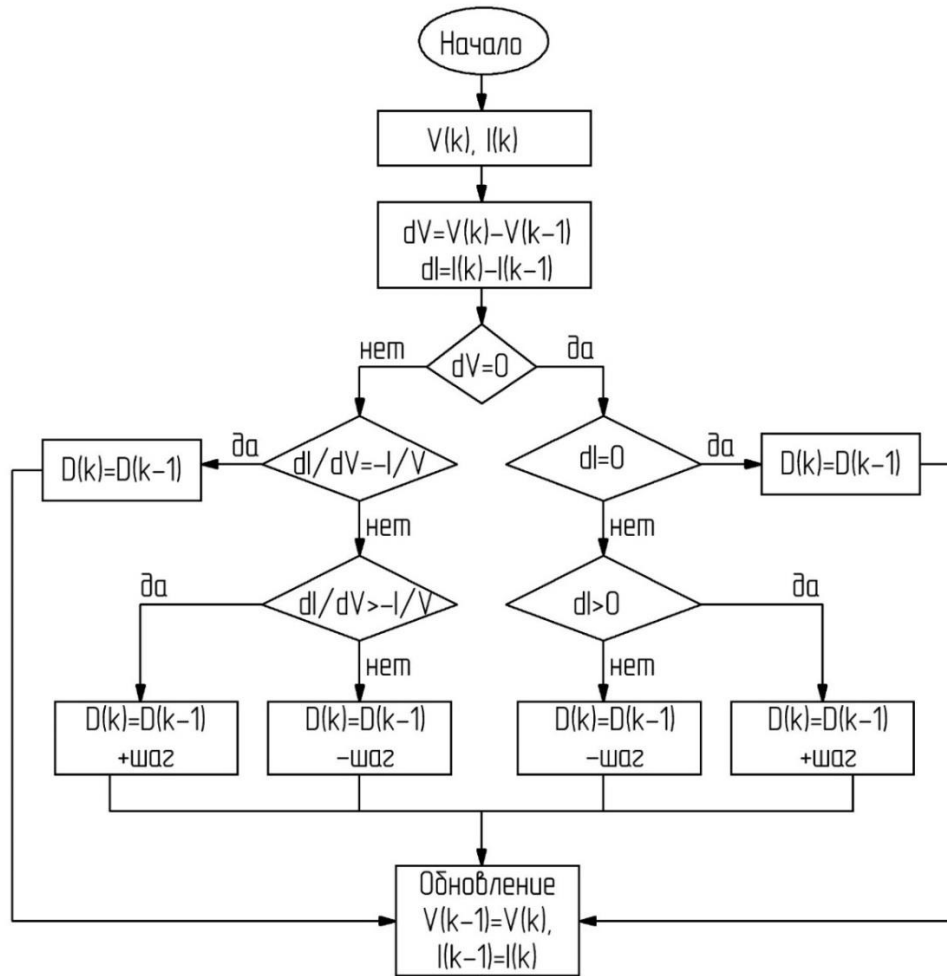 Начало
V(k), I(k)
dV=V(k)-V(k-1)
dI=I(k)-I(k-1)
нет
да
dV=0
да
D(k)=D(k-1)
dI/dV=-I/V
dI=0
да
D(k)=D(k-1)
нет
нет
да
dI/dV>-I/V
dI>0
да
нет
нет
D(k)=D(k-1)
+шаг
D(k)=D(k-1)
-шаг
D(k)=D(k-1)
-шаг
D(k)=D(k-1)
+шаг
Обновление
V(k-1)=V(k),
I(k-1)=I(k)